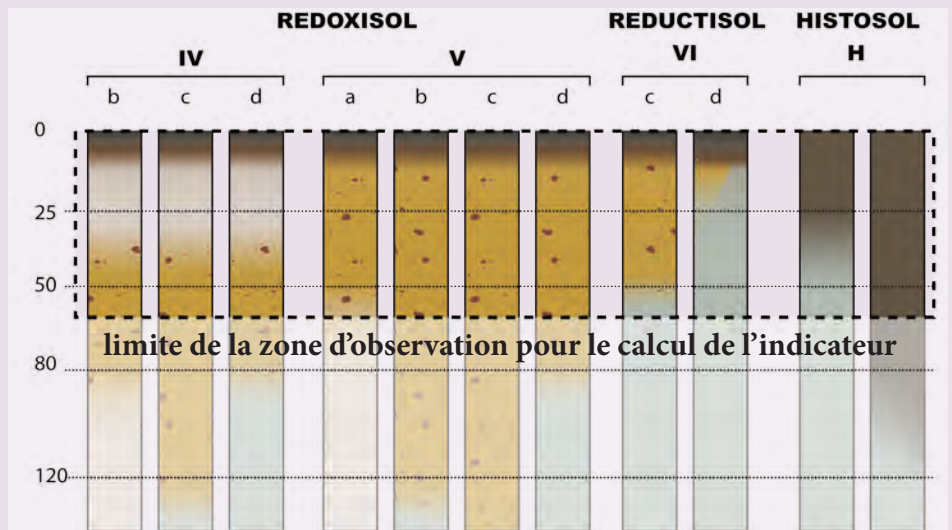 REDOXISOL REDUCTISOL HISTOSOL
IV V VI H
b c d a b c d c d
0
25
50
limite de la zone d’observation pour le calcul de l’indicateur
80
120